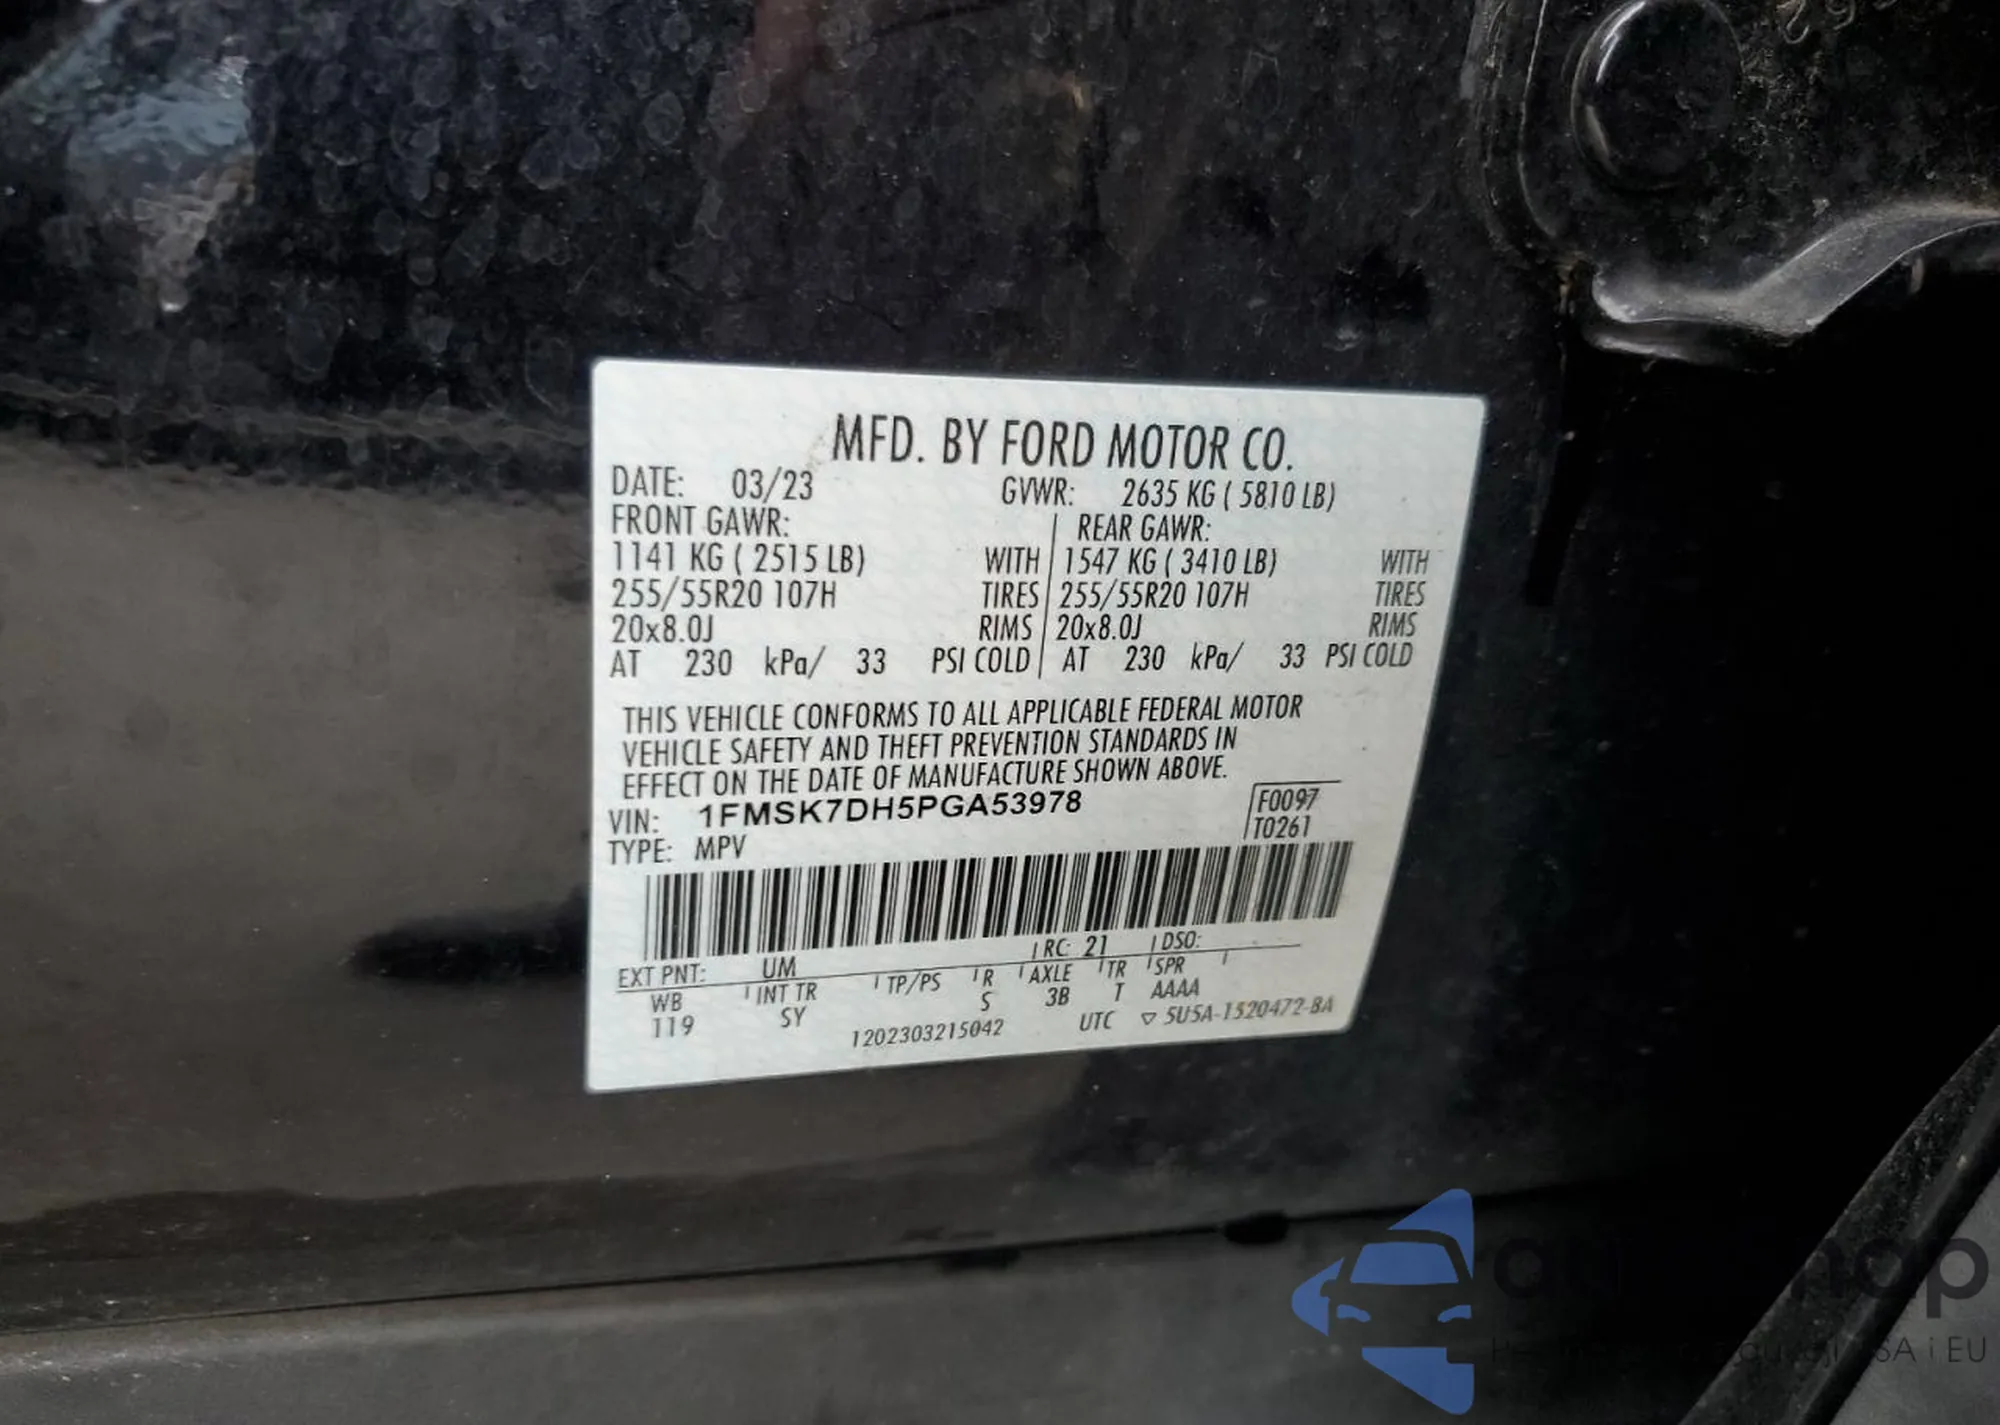 MFD. BY FORD MOTOR CO.
DATE: 03/23 GVWR: 2635 KG ( 5810 LB)
FRONT GAWR: REAR GAWR:
1141 KG ( 2515 LB) WITH 1547 KG ( 3410 LB) WITH
255/55R20 107H TIRES 255/55R20 107H TIRES
20x8.0J RIMS 20x8.0J RIMS
AT 230 kPa/ 33 PSI COLD AT 230 kPa/ 33 PSI COLD
THIS VEHICLE CONFORMS TO ALL APPLICABLE FEDERAL MOTOR
VEHICLE SAFETY AND THEFT PREVENTION STANDARDS IN
EFFECT ON THE DATE OF MANUFACTURE SHOWN ABOVE.
VIN: 1FMSK7DH5PGA53978 F0097
TYPE: MPV T0261
EXT PNT: UM RC: 21 DSO:
WB INT TR TP/PS R AXLE TR SPR
119 SY S 3B T AAAA
1202303215042 UTC ▽ 5U5A-1520472-BA
i EU